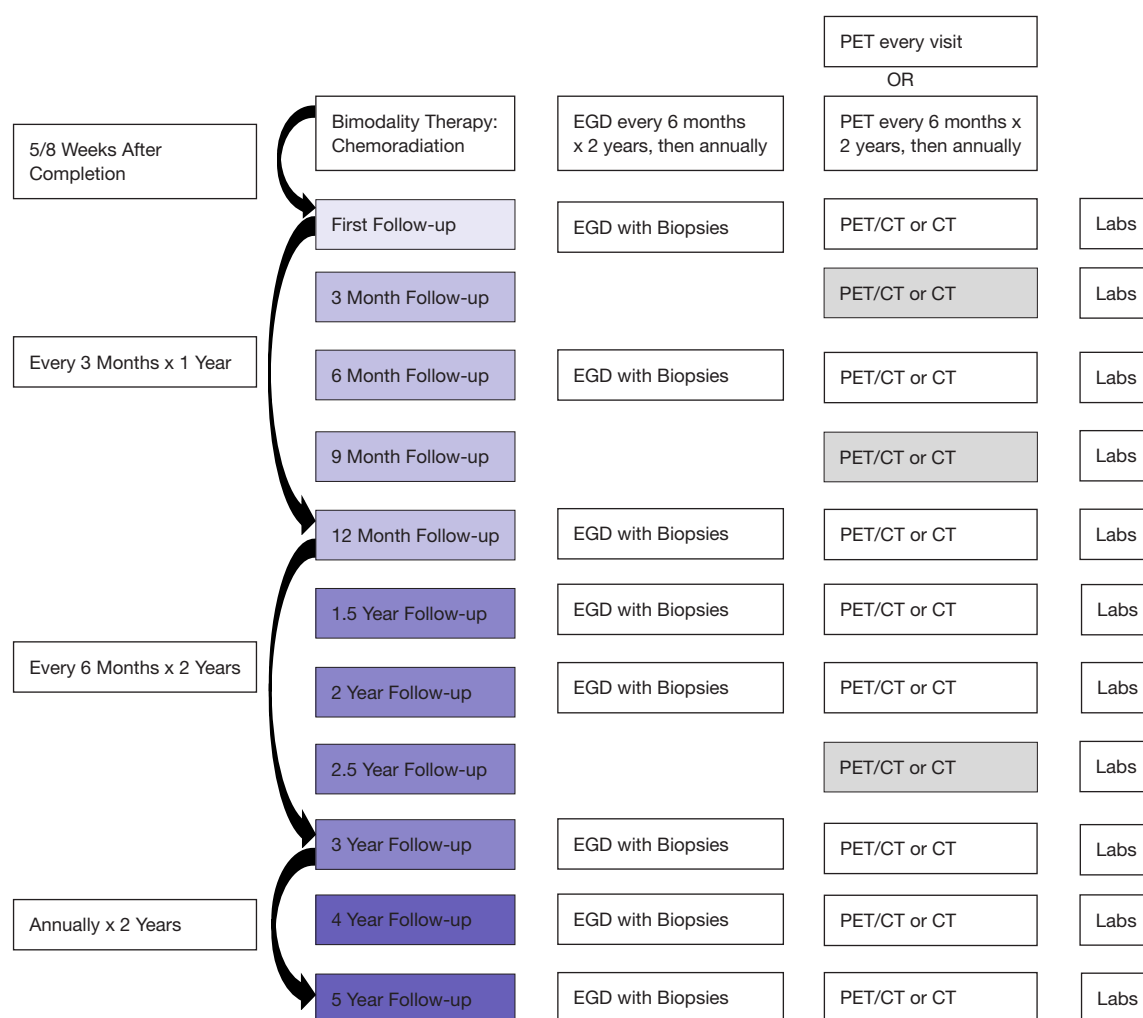 PET every visit
OR
5/8 Weeks After
Completion
Bimodality Therapy:
Chemoradiation
EGD every 6 months
x 2 years, then annually
PET every 6 months x
2 years, then annually
First Follow-up
EGD with Biopsies
PET/CT or CT
Labs
3 Month Follow-up
PET/CT or CT
Labs
Every 3 Months x 1 Year
6 Month Follow-up
EGD with Biopsies
PET/CT or CT
Labs
9 Month Follow-up
PET/CT or CT
Labs
12 Month Follow-up
EGD with Biopsies
PET/CT or CT
Labs
1.5 Year Follow-up
EGD with Biopsies
PET/CT or CT
Labs
Every 6 Months x 2 Years
2 Year Follow-up
EGD with Biopsies
PET/CT or CT
Labs
2.5 Year Follow-up
PET/CT or CT
Labs
3 Year Follow-up
EGD with Biopsies
PET/CT or CT
Labs
Annually x 2 Years
4 Year Follow-up
EGD with Biopsies
PET/CT or CT
Labs
5 Year Follow-up
EGD with Biopsies
PET/CT or CT
Labs